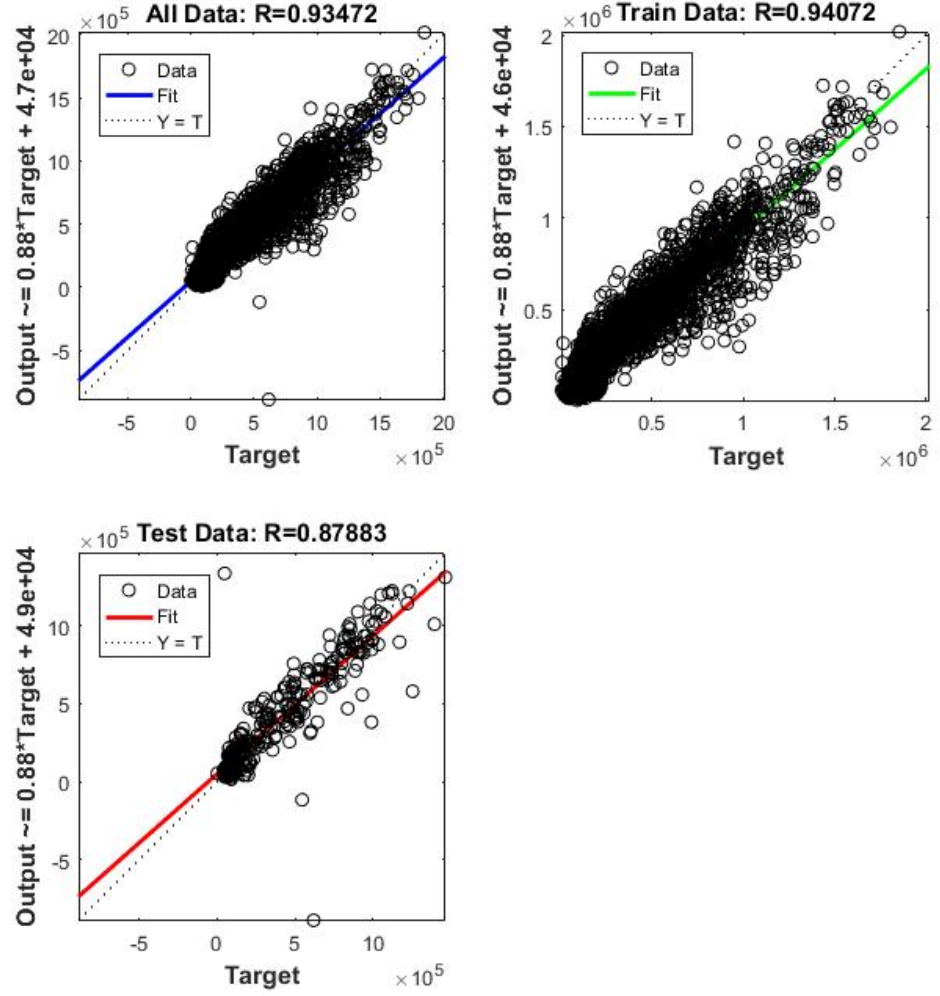 All Data: R=0.93472
×10^5
20
15
10
5
0
-5
Output ~= 0.88*Target + 4.7e+04
Data
Fit
Y = T
-5 0 5 10 15 20
Target
×10^5
Train Data: R=0.94072
×10^6
2
1.5
1
0.5
Output ~= 0.88*Target + 4.6e+04
Data
Fit
Y = T
0.5 1 1.5 2
Target
×10^6
Test Data: R=0.87883
×10^5
10
5
0
-5
Output ~= 0.88*Target + 4.9e+04
Data
Fit
Y = T
-5 0 5 10
Target
×10^5